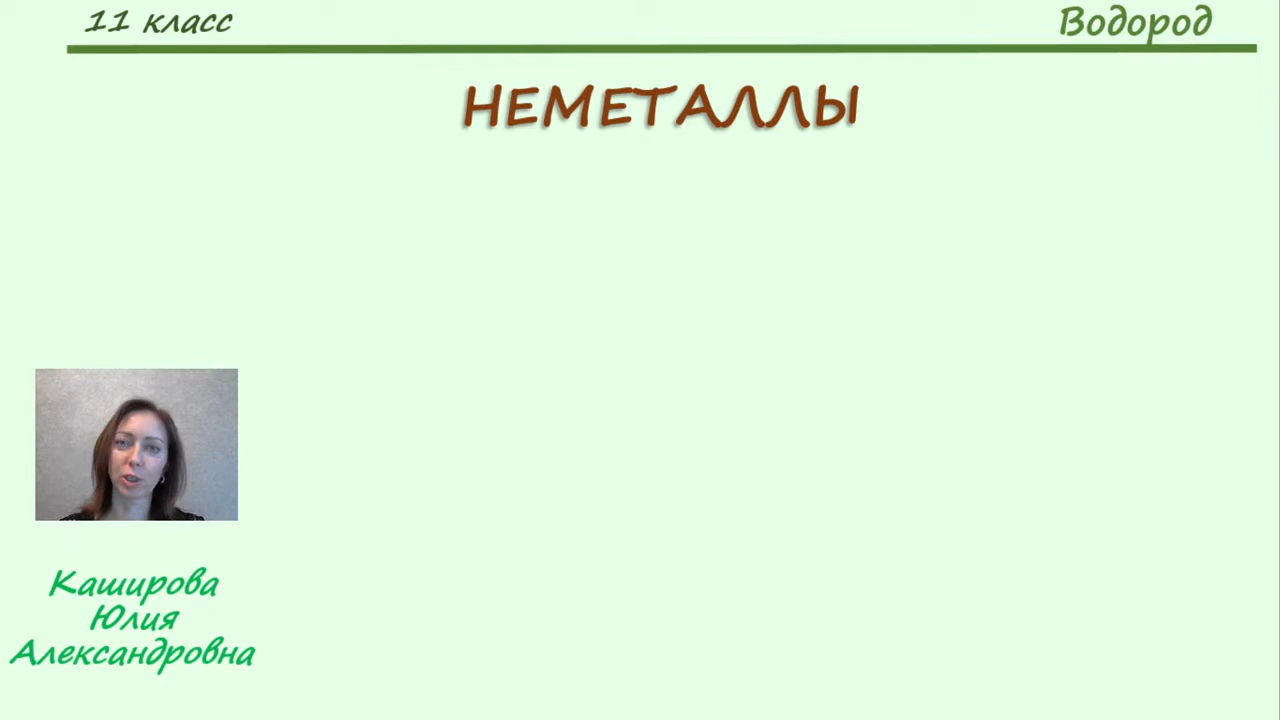 11 класс
Водород
НЕМЕТАЛЛЫ
Каширова
Юлия
Александровна